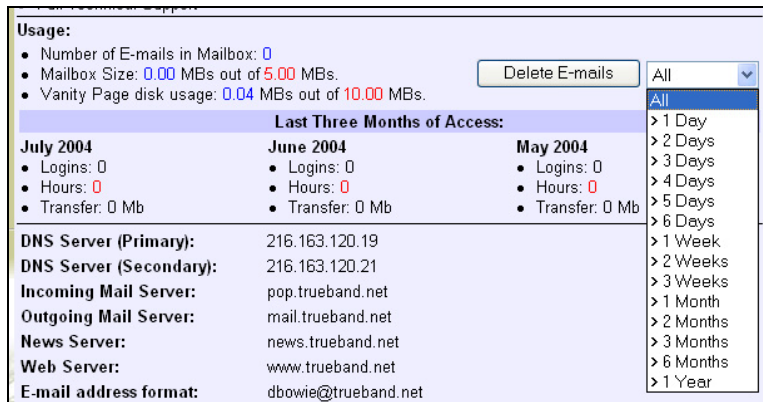 Usage:
• Number of E-mails in Mailbox: 0
• Mailbox Size: 0.00 MBs out of 5.00 MBs.
• Vanity Page disk usage: 0.04 MBs out of 10.00 MBs.
Delete E-mails
All
All
> 1 Day
> 2 Days
> 3 Days
> 4 Days
> 5 Days
> 6 Days
> 1 Week
> 2 Weeks
> 3 Weeks
> 1 Month
> 2 Months
> 3 Months
> 6 Months
> 1 Year
Last Three Months of Access:
July 2004
• Logins: 0
• Hours: 0
• Transfer: 0 Mb
June 2004
• Logins: 0
• Hours: 0
• Transfer: 0 Mb
May 2004
• Logins: 0
• Hours: 0
• Transfer: 0 Mb
DNS Server (Primary): 216.163.120.19
DNS Server (Secondary): 216.163.120.21
Incoming Mail Server: pop.trueband.net
Outgoing Mail Server: mail.trueband.net
News Server: news.trueband.net
Web Server: www.trueband.net
E-mail address format: dbowie@trueband.net